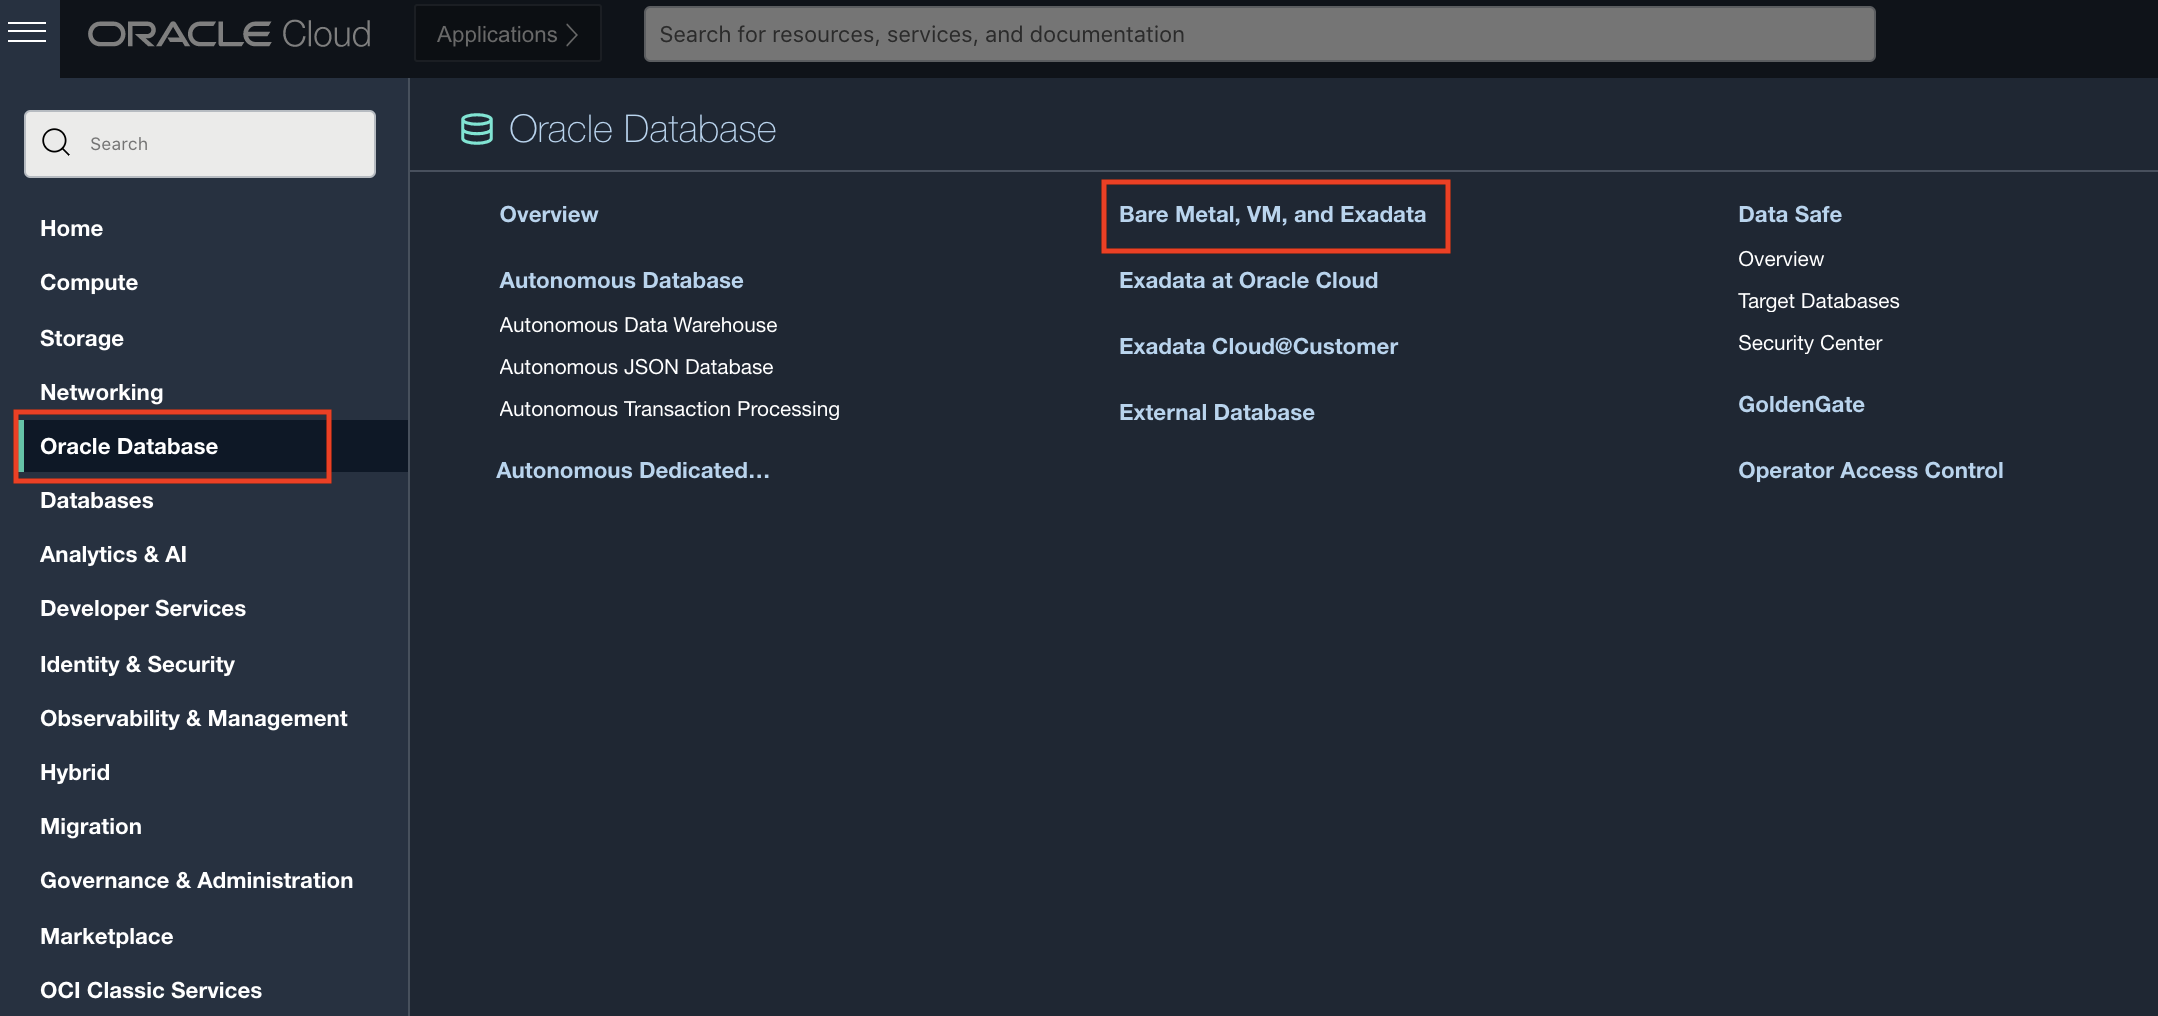 ORACLE Cloud
Applications
Search for resources, services, and documentation
Search
Home
Compute
Storage
Networking
Oracle Database
Databases
Analytics & AI
Developer Services
Identity & Security
Observability & Management
Hybrid
Migration
Governance & Administration
Marketplace
OCI Classic Services
Oracle Database
Overview
Autonomous Database
Autonomous Data Warehouse
Autonomous JSON Database
Autonomous Transaction Processing
Autonomous Dedicated...
Bare Metal, VM, and Exadata
Exadata at Oracle Cloud
Exadata Cloud@Customer
External Database
Data Safe
Overview
Target Databases
Security Center
GoldenGate
Operator Access Control